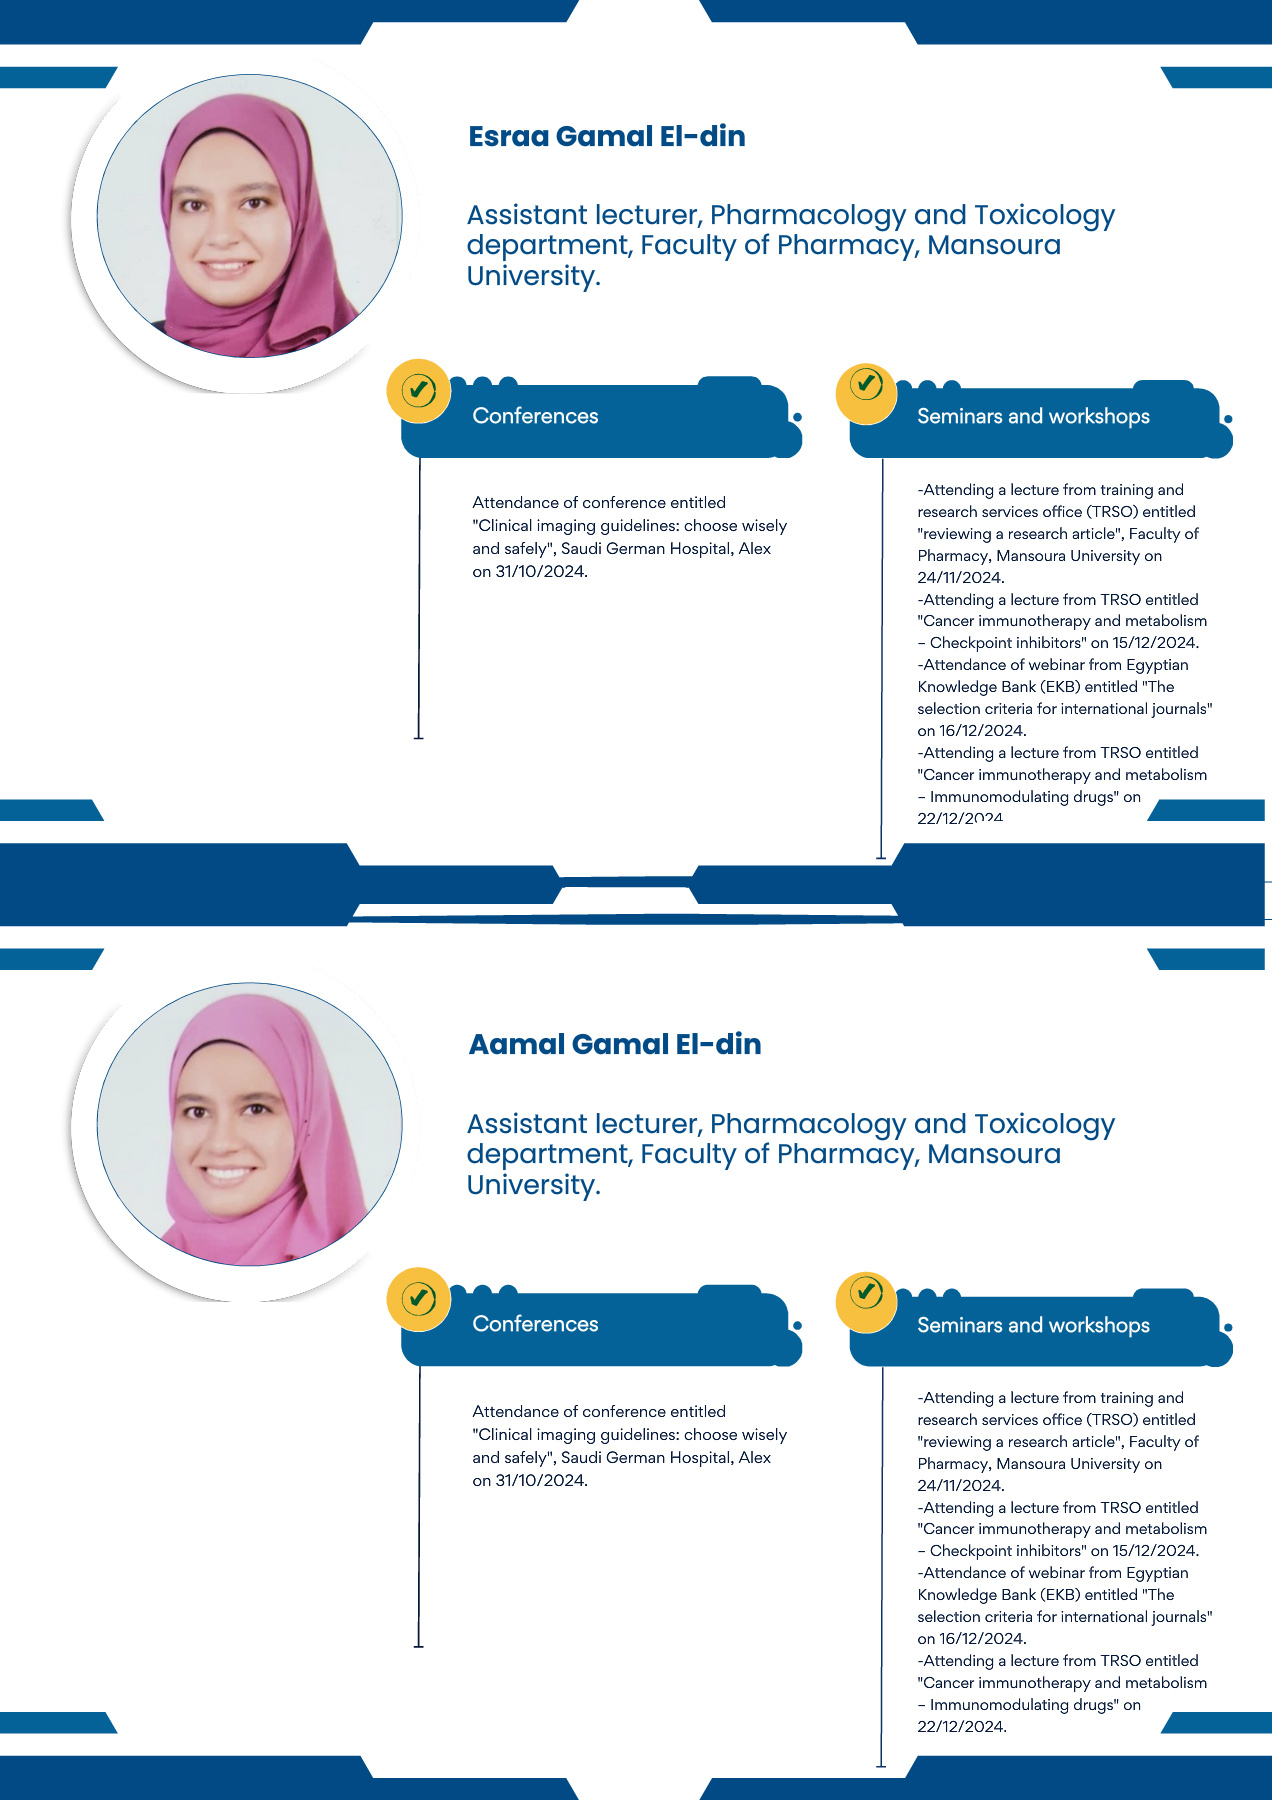 Esraa Gamal El-din
Assistant lecturer, Pharmacology and Toxicology
department, Faculty of Pharmacy, Mansoura
University.
Conferences
Attendance of conference entitled
"Clinical imaging guidelines: choose wisely
and safely", Saudi German Hospital, Alex
on 31/10/2024.
Seminars and workshops
-Attending a lecture from training and
research services office (TRSO) entitled
"reviewing a research article", Faculty of
Pharmacy, Mansoura University on
24/11/2024.
-Attending a lecture from TRSO entitled
"Cancer immunotherapy and metabolism
– Checkpoint inhibitors" on 15/12/2024.
-Attendance of webinar from Egyptian
Knowledge Bank (EKB) entitled "The
selection criteria for international journals"
on 16/12/2024.
-Attending a lecture from TRSO entitled
"Cancer immunotherapy and metabolism
– Immunomodulating drugs" on
22/12/2024
Aamal Gamal El-din
Assistant lecturer, Pharmacology and Toxicology
department, Faculty of Pharmacy, Mansoura
University.
Conferences
Attendance of conference entitled
"Clinical imaging guidelines: choose wisely
and safely", Saudi German Hospital, Alex
on 31/10/2024.
Seminars and workshops
-Attending a lecture from training and
research services office (TRSO) entitled
"reviewing a research article", Faculty of
Pharmacy, Mansoura University on
24/11/2024.
-Attending a lecture from TRSO entitled
"Cancer immunotherapy and metabolism
– Checkpoint inhibitors" on 15/12/2024.
-Attendance of webinar from Egyptian
Knowledge Bank (EKB) entitled "The
selection criteria for international journals"
on 16/12/2024.
-Attending a lecture from TRSO entitled
"Cancer immunotherapy and metabolism
– Immunomodulating drugs" on
22/12/2024.